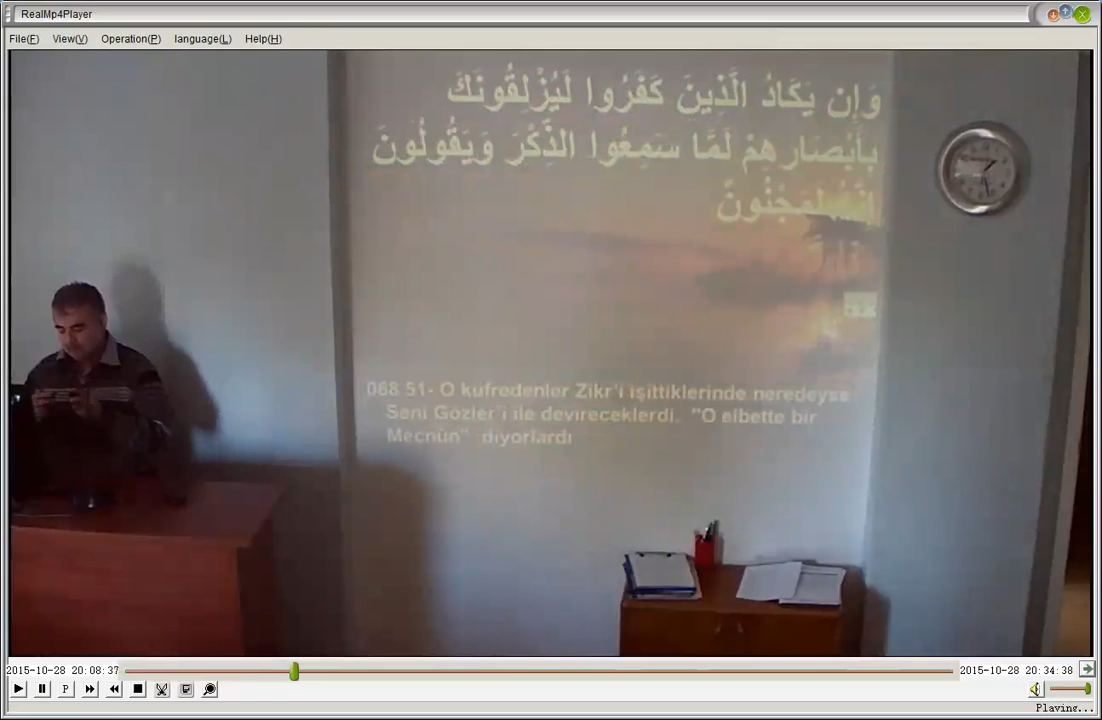 RealMp4Player
File(F) View(V) Operation(P) language(L) Help(H)
وَإِن يَكَادُ الَّذِينَ كَفَرُوا لَيُزْلِقُونَكَ
بِأَبْصَارِهِمْ لَمَّا سَمِعُوا الذِّكْرَ وَيَقُولُونَ
إِنَّهُ لَمَجْنُونٌ
068 51- O kufredenler Zikr'i işittiklerinde neredeyse
Seni Gözler'i ile devireceklerdi. "O elbette bir
Mecnûn" diyorlardı
2015-10-28 20:08:37 2015-10-28 20:34:38
P
Playing...